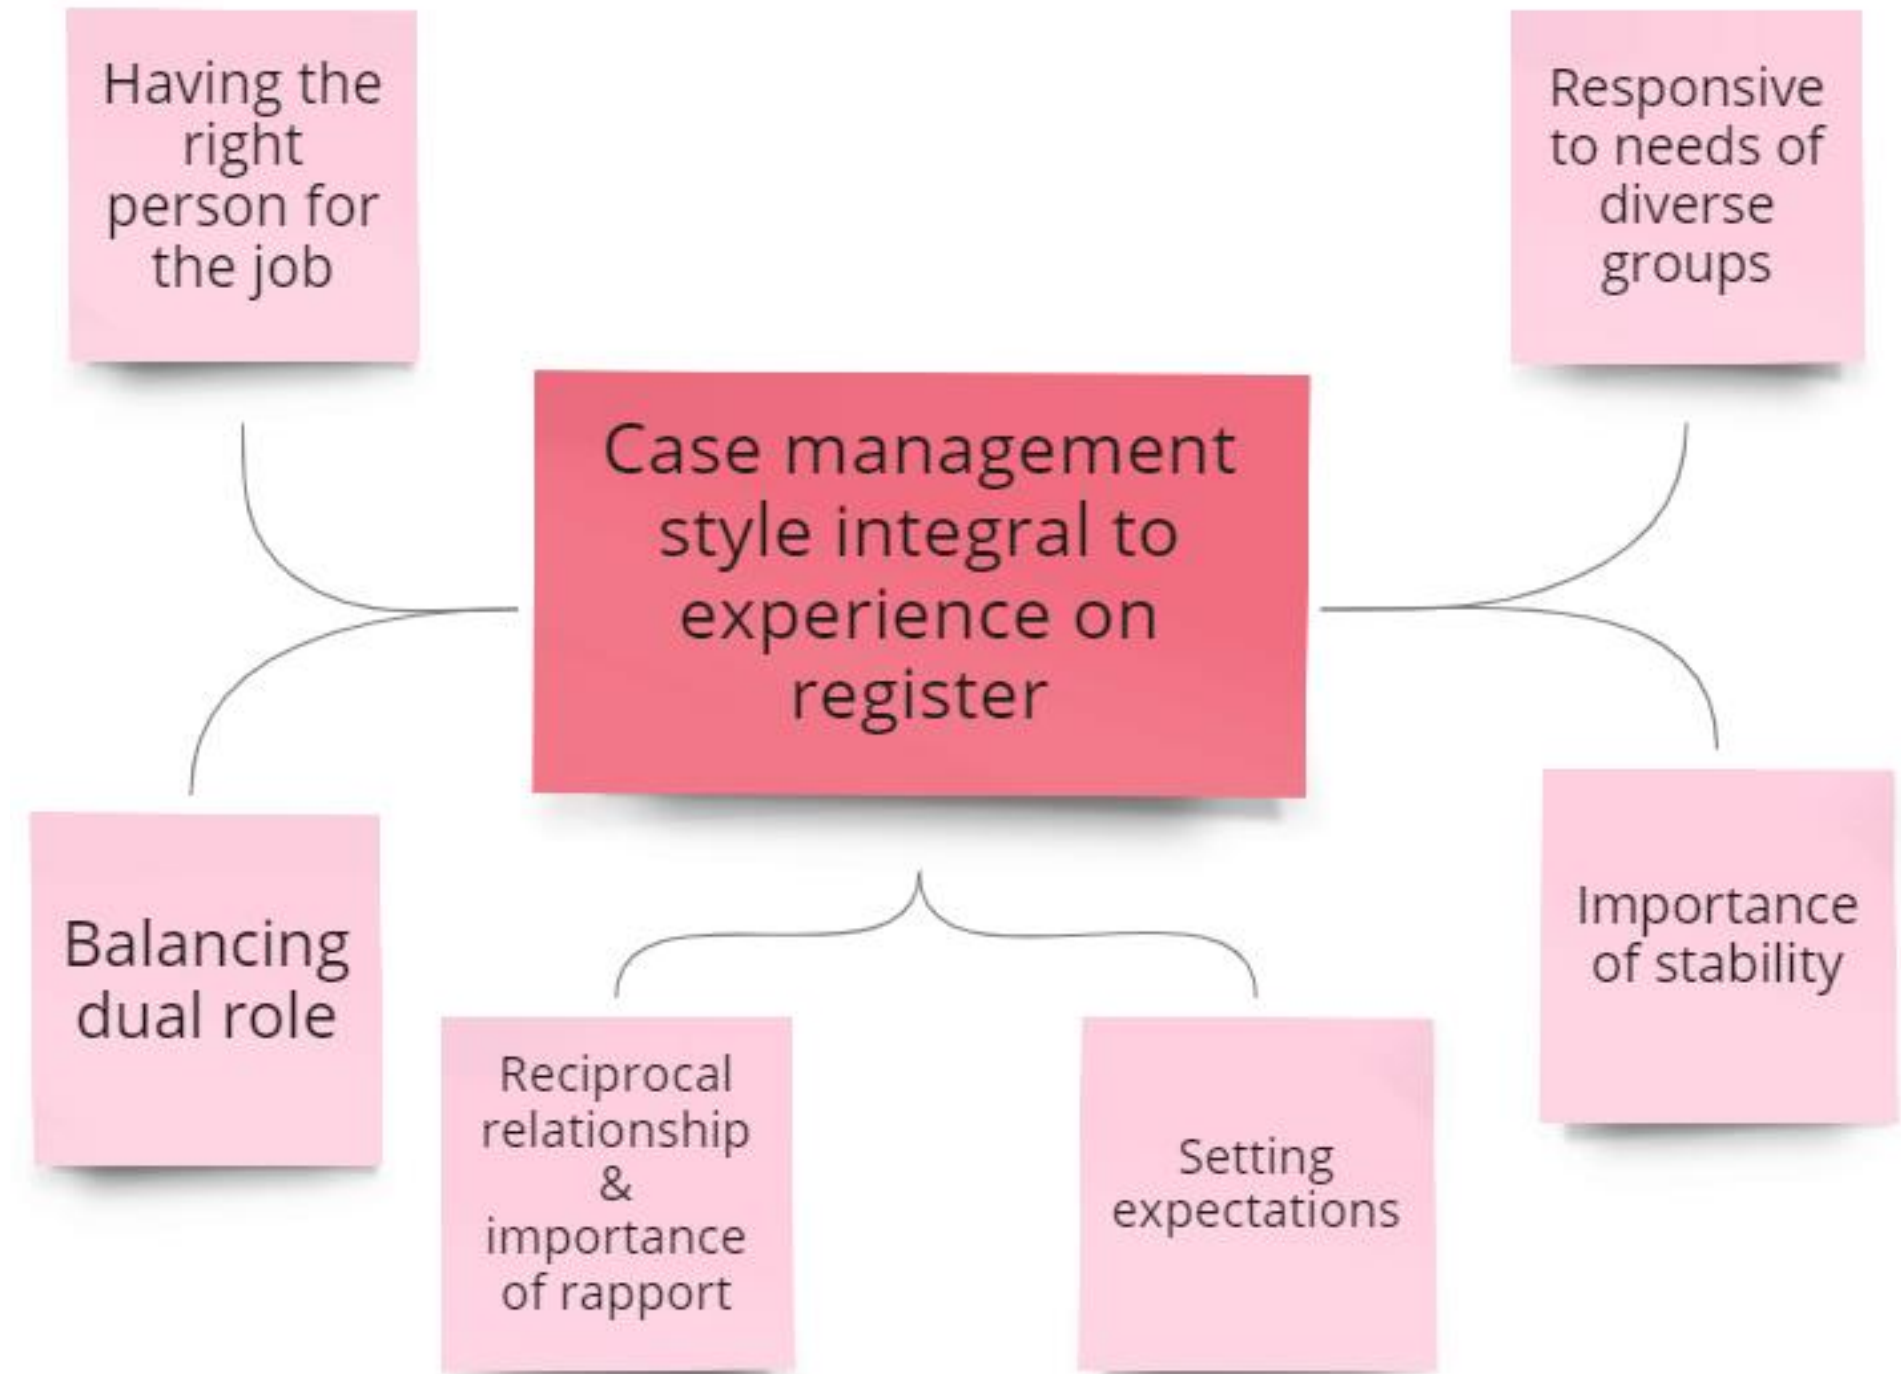 Having the
right
person for
the job
Responsive
to needs of
diverse
groups
Case management
style integral to
experience on
register
Balancing
dual role
Reciprocal
relationship
&
importance
of rapport
Setting
expectations
Importance
of stability